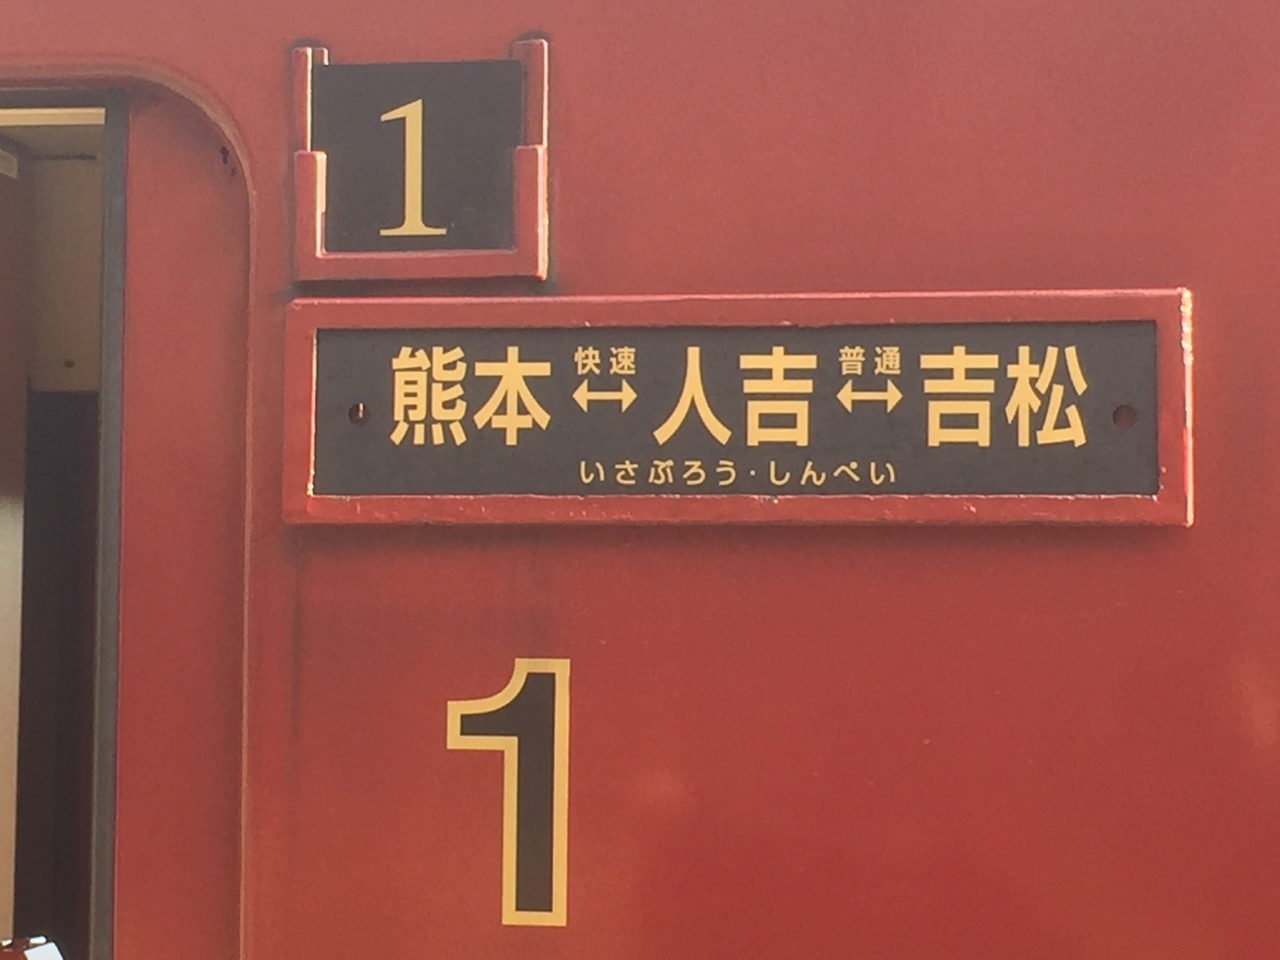 1
熊本 快速 ↔ 人吉 普通 ↔ 吉松
いさぶろう・しんぺい
1